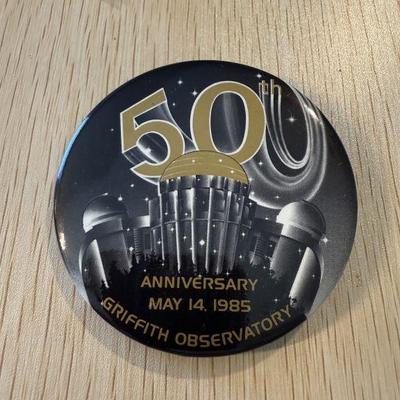 50th
ANNIVERSARY
MAY 14, 1985
GRIFFITH OBSERVATORY